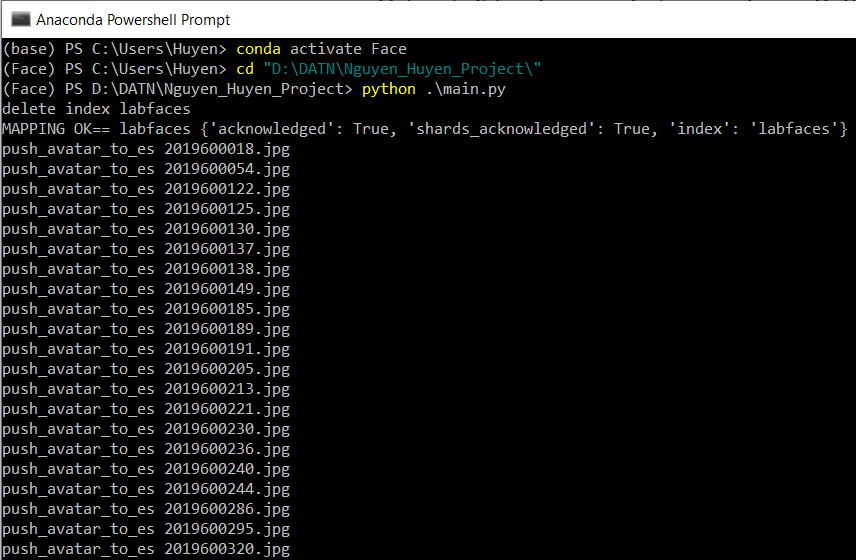 Anaconda Powershell Prompt
(base) PS C:\Users\Huyen> conda activate Face
(Face) PS C:\Users\Huyen> cd "D:\DATN\Nguyen_Huyen_Project\"
(Face) PS D:\DATN\Nguyen_Huyen_Project> python .\main.py
delete index labfaces
MAPPING OK== labfaces {'acknowledged': True, 'shards_acknowledged': True, 'index': 'labfaces'}
push_avatar_to_es 2019600018.jpg
push_avatar_to_es 2019600054.jpg
push_avatar_to_es 2019600122.jpg
push_avatar_to_es 2019600125.jpg
push_avatar_to_es 2019600130.jpg
push_avatar_to_es 2019600137.jpg
push_avatar_to_es 2019600138.jpg
push_avatar_to_es 2019600149.jpg
push_avatar_to_es 2019600185.jpg
push_avatar_to_es 2019600189.jpg
push_avatar_to_es 2019600191.jpg
push_avatar_to_es 2019600205.jpg
push_avatar_to_es 2019600213.jpg
push_avatar_to_es 2019600221.jpg
push_avatar_to_es 2019600230.jpg
push_avatar_to_es 2019600236.jpg
push_avatar_to_es 2019600240.jpg
push_avatar_to_es 2019600244.jpg
push_avatar_to_es 2019600286.jpg
push_avatar_to_es 2019600295.jpg
push_avatar_to_es 2019600320.jpg